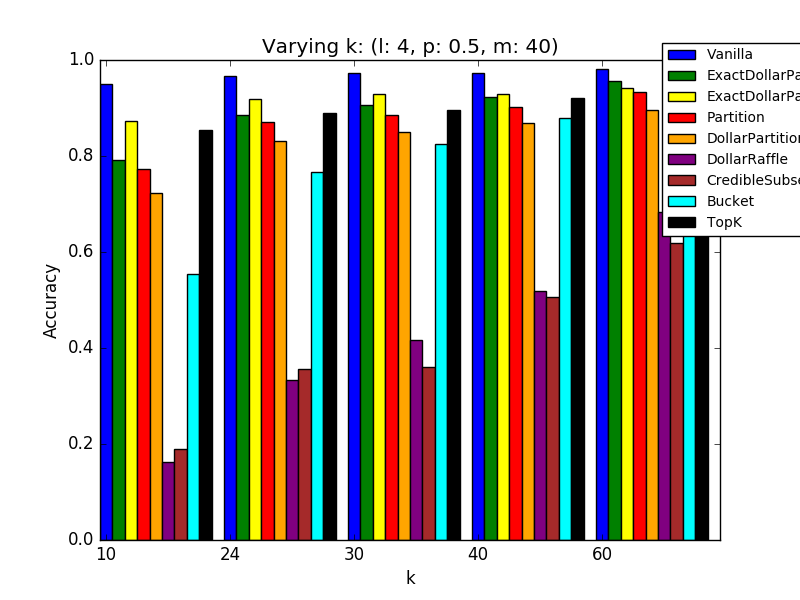 Varying k: (l: 4, p: 0.5, m: 40)
Vanilla
ExactDollarPa
ExactDollarPa
Partition
DollarPartition
DollarRaffle
CredibleSubse
Bucket
TopK
Accuracy
1.0
0.8
0.6
0.4
0.2
0.0
10 24 30 40 60
k